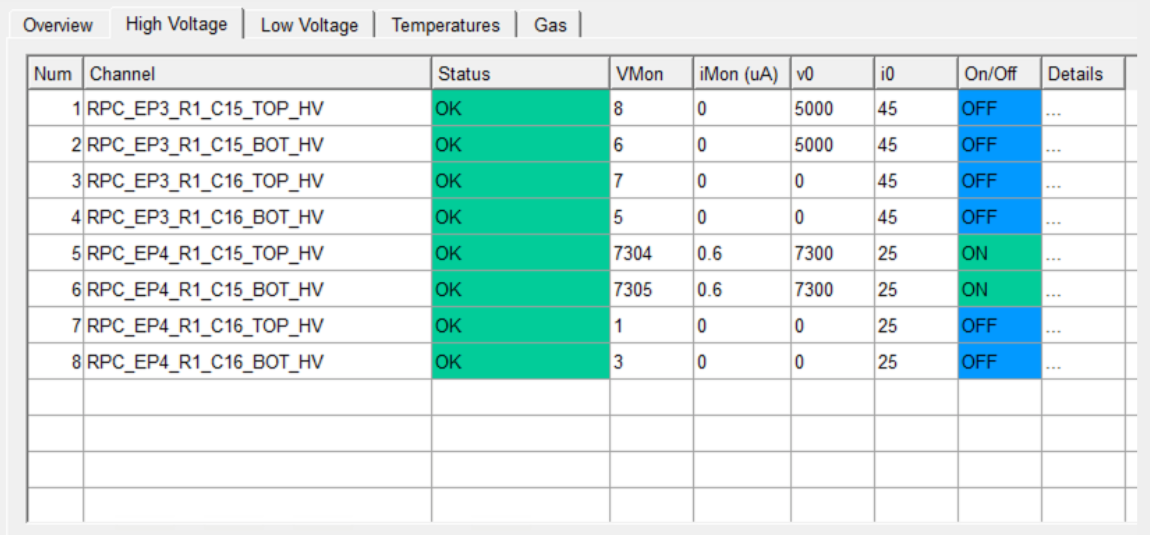 Overview High Voltage Low Voltage Temperatures Gas
Num Channel Status VMon iMon (uA) v0 i0 On/Off Details
1 RPC_EP3_R1_C15_TOP_HV OK 8 0 5000 45 OFF ...
2 RPC_EP3_R1_C15_BOT_HV OK 6 0 5000 45 OFF ...
3 RPC_EP3_R1_C16_TOP_HV OK 7 0 0 45 OFF ...
4 RPC_EP3_R1_C16_BOT_HV OK 5 0 0 45 OFF ...
5 RPC_EP4_R1_C15_TOP_HV OK 7304 0.6 7300 25 ON ...
6 RPC_EP4_R1_C15_BOT_HV OK 7305 0.6 7300 25 ON ...
7 RPC_EP4_R1_C16_TOP_HV OK 1 0 0 25 OFF ...
8 RPC_EP4_R1_C16_BOT_HV OK 3 0 0 25 OFF ...